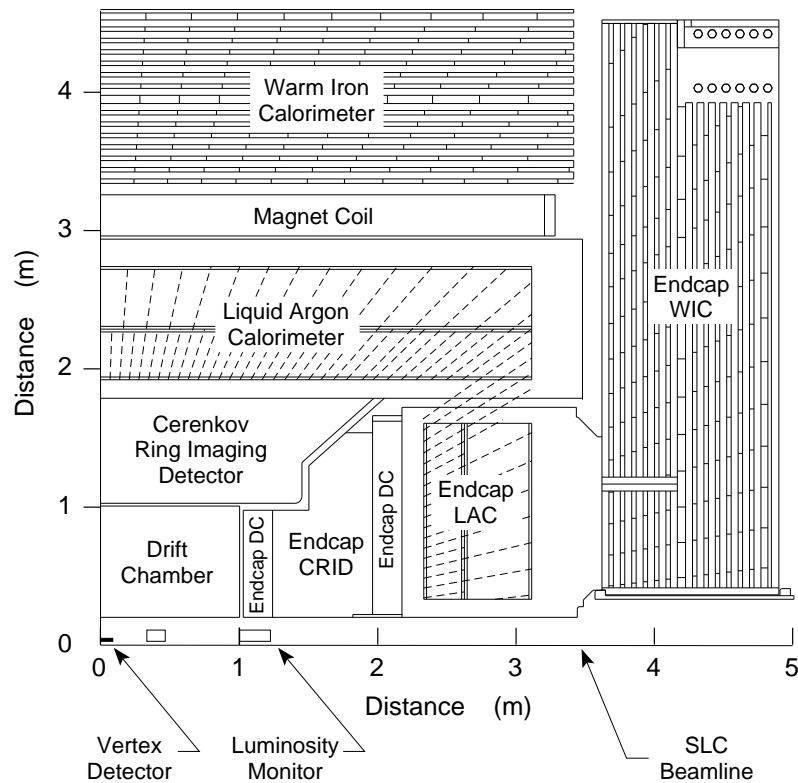 4
3
2
1
0
Distance (m)
Warm Iron
Calorimeter
Magnet Coil
Liquid Argon
Calorimeter
Cerenkov
Ring Imaging
Detector
Drift
Chamber
Endcap DC
Endcap
CRID
Endcap DC
Endcap
LAC
Endcap
WIC
0
1
2
3
4
5
Distance (m)
Vertex
Detector
Luminosity
Monitor
SLC
Beamline